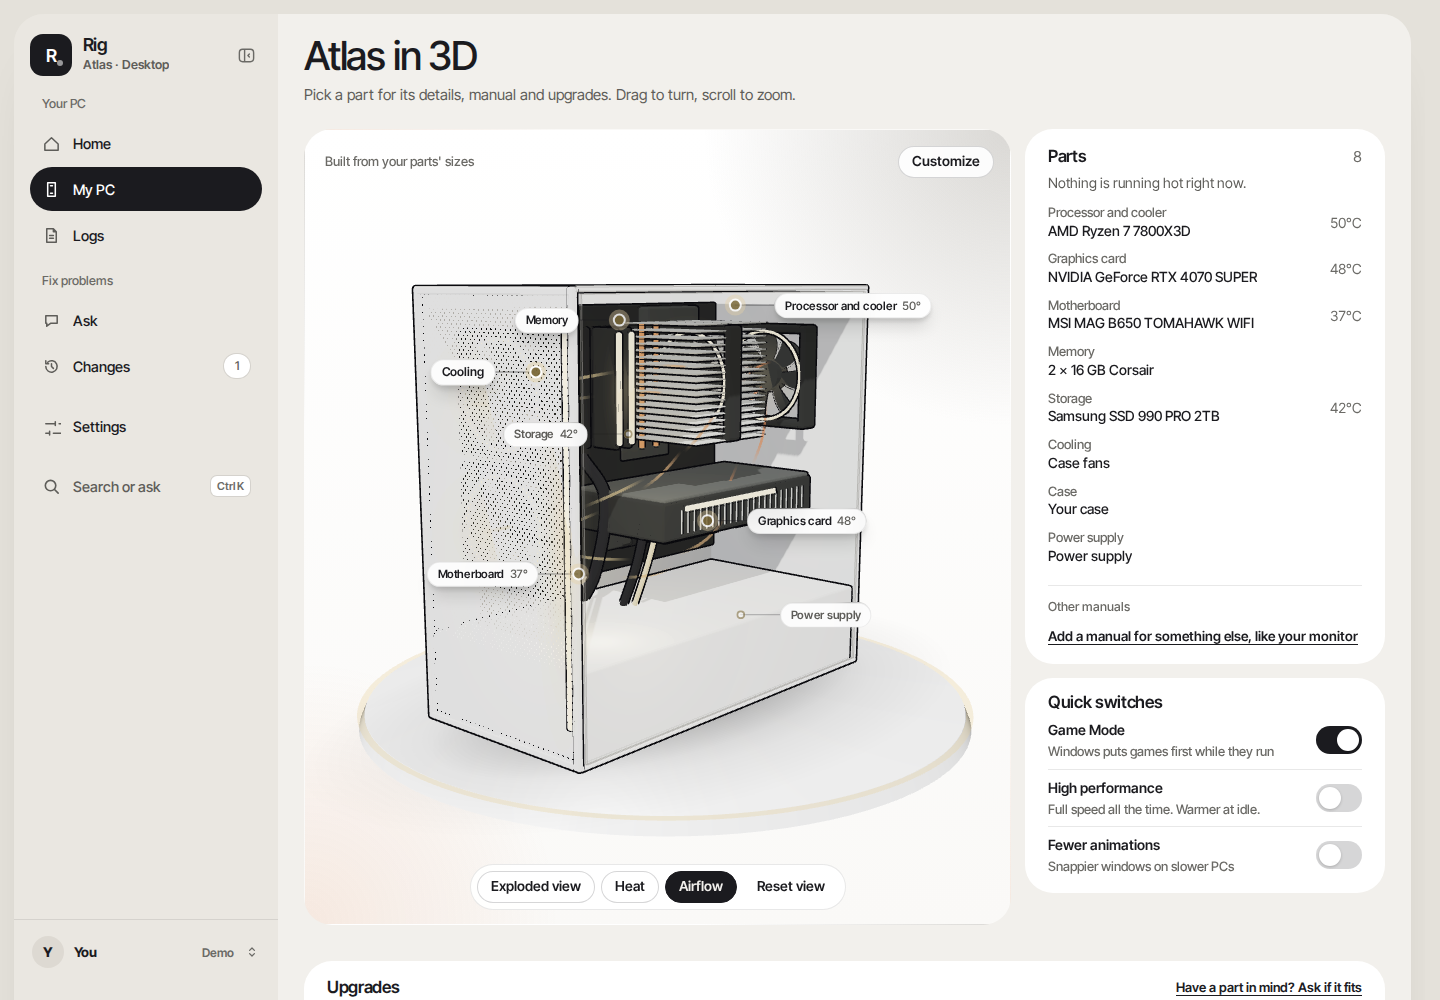 R
Rig
Atlas · Desktop
Your PC
Home
My PC
Logs
Fix problems
Ask
Changes
1
Settings
Search or ask
Ctrl K
Y
You
Demo
Atlas in 3D
Pick a part for its details, manual and upgrades. Drag to turn, scroll to zoom.
Built from your parts' sizes
Customize
Processor and cooler 50°
Memory
Cooling
Storage 42°
Graphics card 48°
Motherboard 37°
Power supply
Exploded view
Heat
Airflow
Reset view
Parts
8
Nothing is running hot right now.
Processor and cooler
AMD Ryzen 7 7800X3D
50°C
Graphics card
NVIDIA GeForce RTX 4070 SUPER
48°C
Motherboard
MSI MAG B650 TOMAHAWK WIFI
37°C
Memory
2 × 16 GB Corsair
Storage
Samsung SSD 990 PRO 2TB
42°C
Cooling
Case fans
Case
Your case
Power supply
Power supply
Other manuals
Add a manual for something else, like your monitor
Quick switches
Game Mode
Windows puts games first while they run
High performance
Full speed all the time. Warmer at idle.
Fewer animations
Snappier windows on slower PCs
Upgrades
Have a part in mind? Ask if it fits